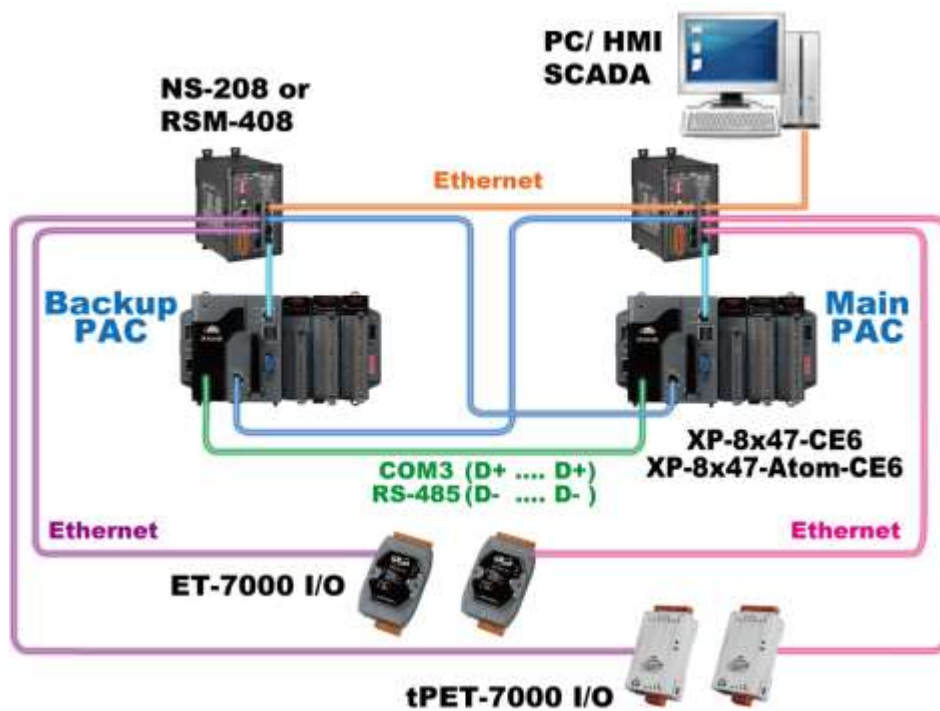 PC/ HMI
SCADA
NS-208 or
RSM-408
Ethernet
Backup
PAC
Main
PAC
XP-8x47-CE6
XP-8x47-Atom-CE6
COM3 (D+ .... D+)
RS-485 (D- .... D- )
Ethernet
Ethernet
ET-7000 I/O
tPET-7000 I/O